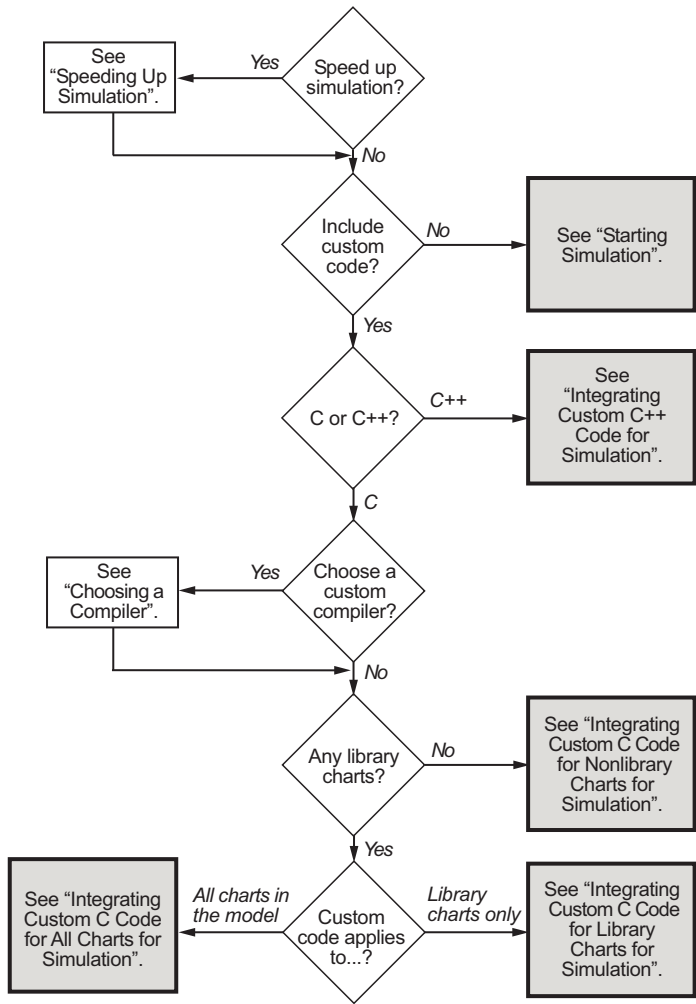 See
“Speeding Up
Simulation”.
Yes
Speed up
simulation?
No
Include
custom
code?
No
See “Starting
Simulation”.
Yes
C or C++?
C++
See
“Integrating
Custom C++
Code for
Simulation”.
C
See
“Choosing a
Compiler”.
Yes
Choose a
custom
compiler?
No
Any library
charts?
No
See “Integrating
Custom C Code
for Nonlibrary
Charts for
Simulation”.
Yes
See “Integrating
Custom C Code
for All Charts for
Simulation”.
All charts in
the model
Custom
code applies
to...?
Library
charts only
See “Integrating
Custom C Code
for Library
Charts for
Simulation”.